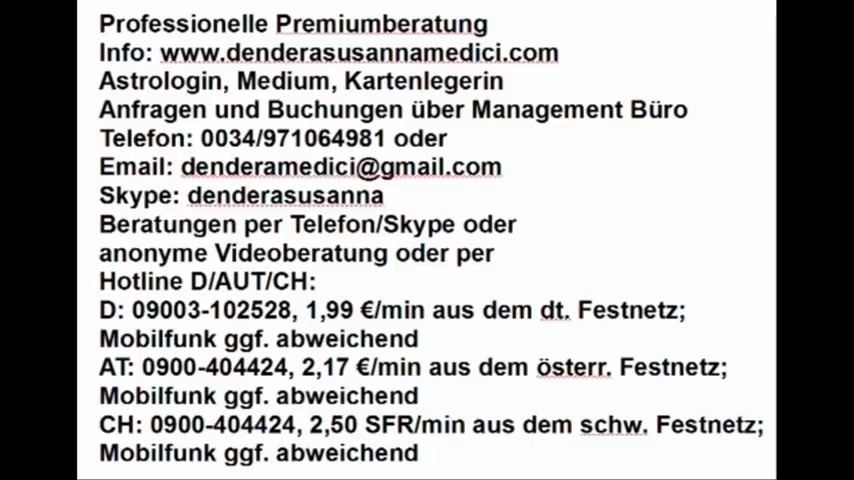 Professionelle Premiumberatung
Info: www.denderasusannamedici.com
Astrologin, Medium, Kartenlegerin
Anfragen und Buchungen über Management Büro
Telefon: 0034/971064981 oder
Email: denderamedici@gmail.com
Skype: denderasusanna
Beratungen per Telefon/Skype oder
anonyme Videoberatung oder per
Hotline D/AUT/CH:
D: 09003-102528, 1,99 €/min aus dem dt. Festnetz;
Mobilfunk ggf. abweichend
AT: 0900-404424, 2,17 €/min aus dem österr. Festnetz;
Mobilfunk ggf. abweichend
CH: 0900-404424, 2,50 SFR/min aus dem schw. Festnetz;
Mobilfunk ggf. abweichend